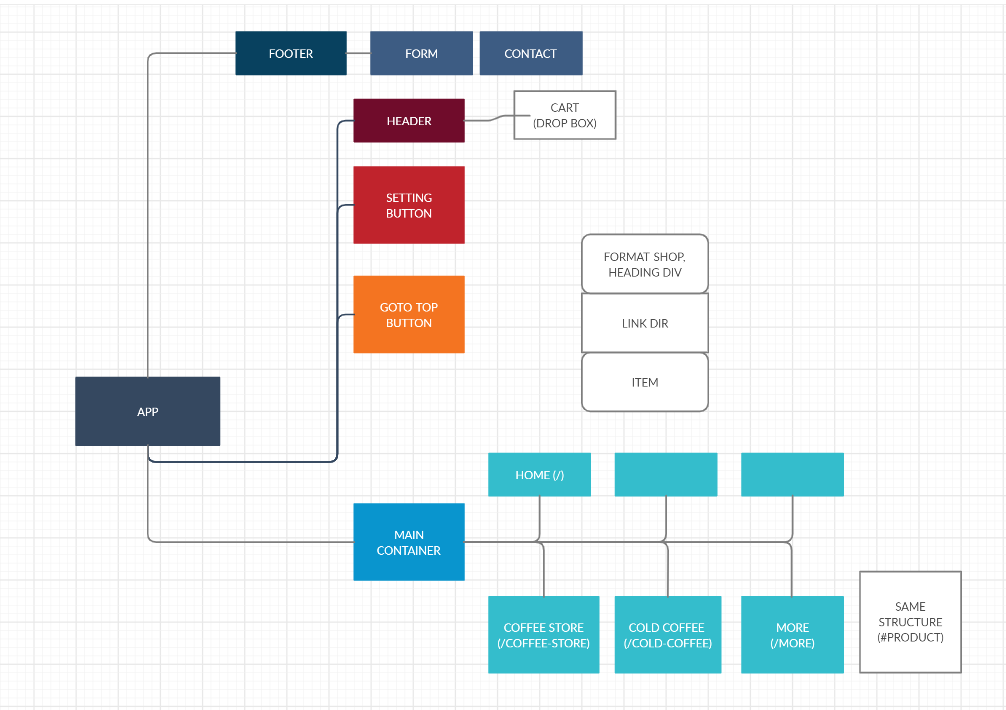 FOOTER
FORM
CONTACT
HEADER
CART
(DROP BOX)
SETTING
BUTTON
FORMAT SHOP,
HEADING DIV
GOTO TOP
BUTTON
LINK DIR
ITEM
APP
HOME (/)
MAIN
CONTAINER
COFFEE STORE
(/COFFEE-STORE)
COLD COFFEE
(/COLD-COFFEE)
MORE
(/MORE)
SAME
STRUCTURE
(#PRODUCT)